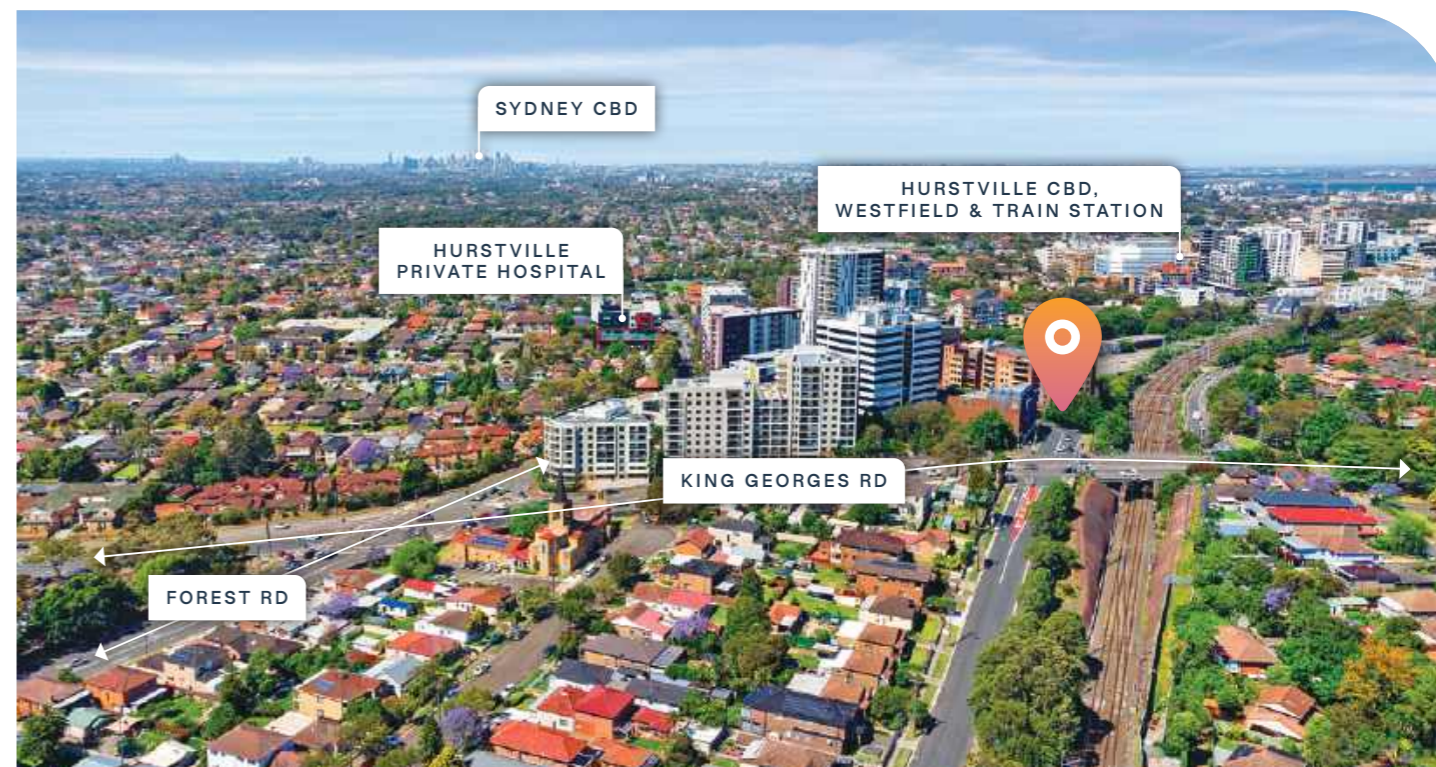 SYDNEY CBD
HURSTVILLE CBD,
WESTFIELD & TRAIN STATION
HURSTVILLE
PRIVATE HOSPITAL
KING GEORGES RD
FOREST RD